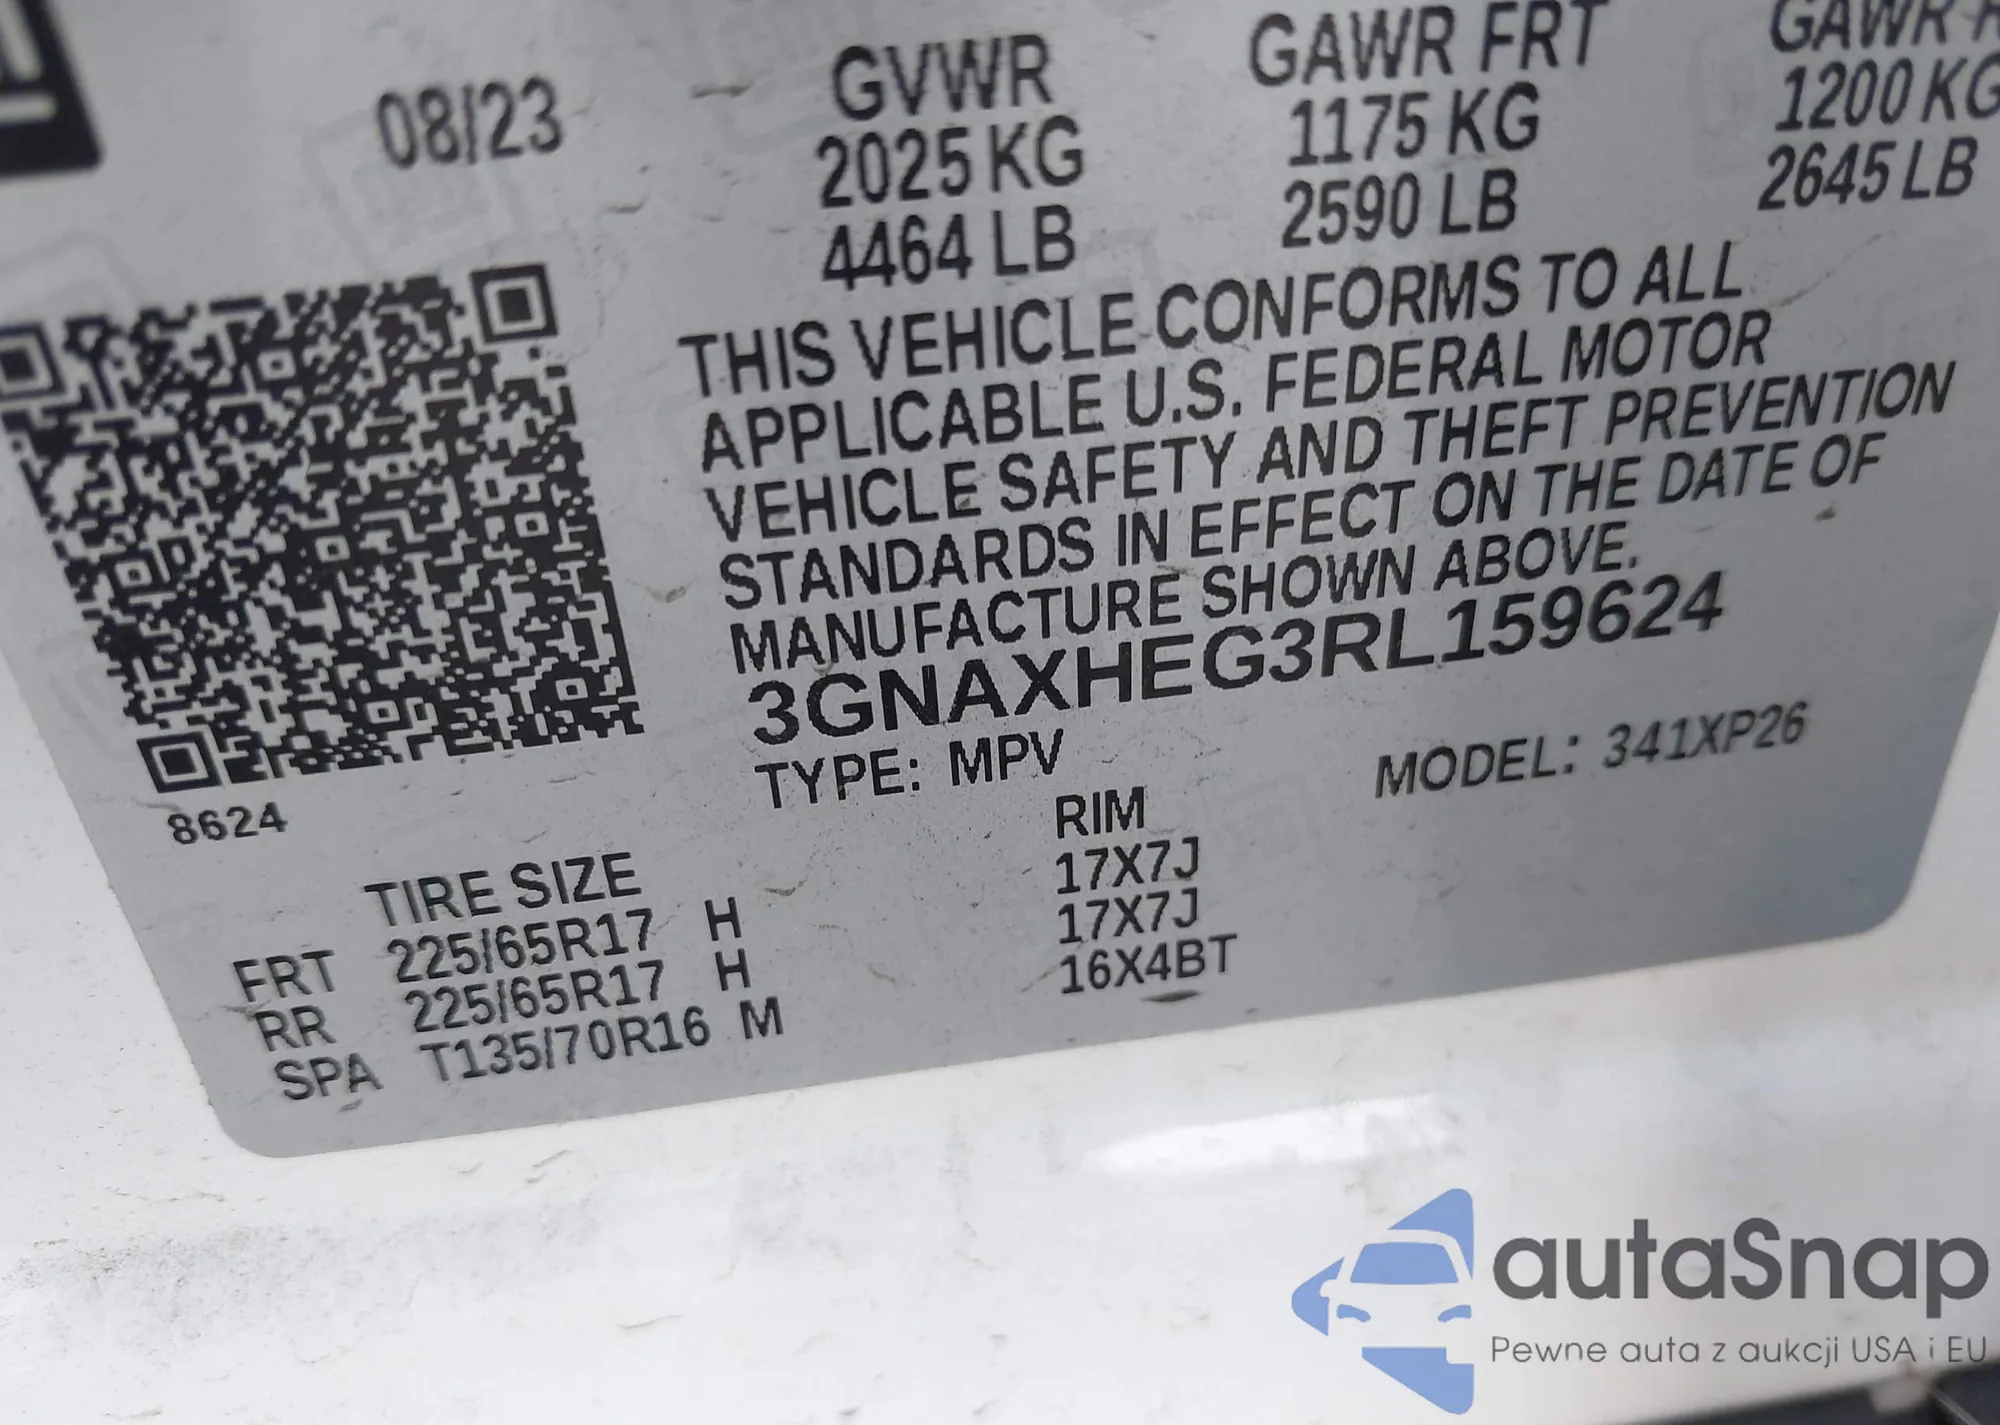 08/23
GVWR
2025 KG
4464 LB
GAWR FRT
1175 KG
2590 LB
GAWR
1200 KG
2645 LB
THIS VEHICLE CONFORMS TO ALL
APPLICABLE U.S. FEDERAL MOTOR
VEHICLE SAFETY AND THEFT PREVENTION
STANDARDS IN EFFECT ON THE DATE OF
MANUFACTURE SHOWN ABOVE.
3GNAXHEG3RL159624
TYPE: MPV
MODEL: 341XP26
8624
TIRE SIZE RIM
FRT 225/65R17 H 17X7J
RR 225/65R17 H 17X7J
SPA T135/70R16 M 16X4BT
autaSnap
Pewne auta z aukcji USA i EU